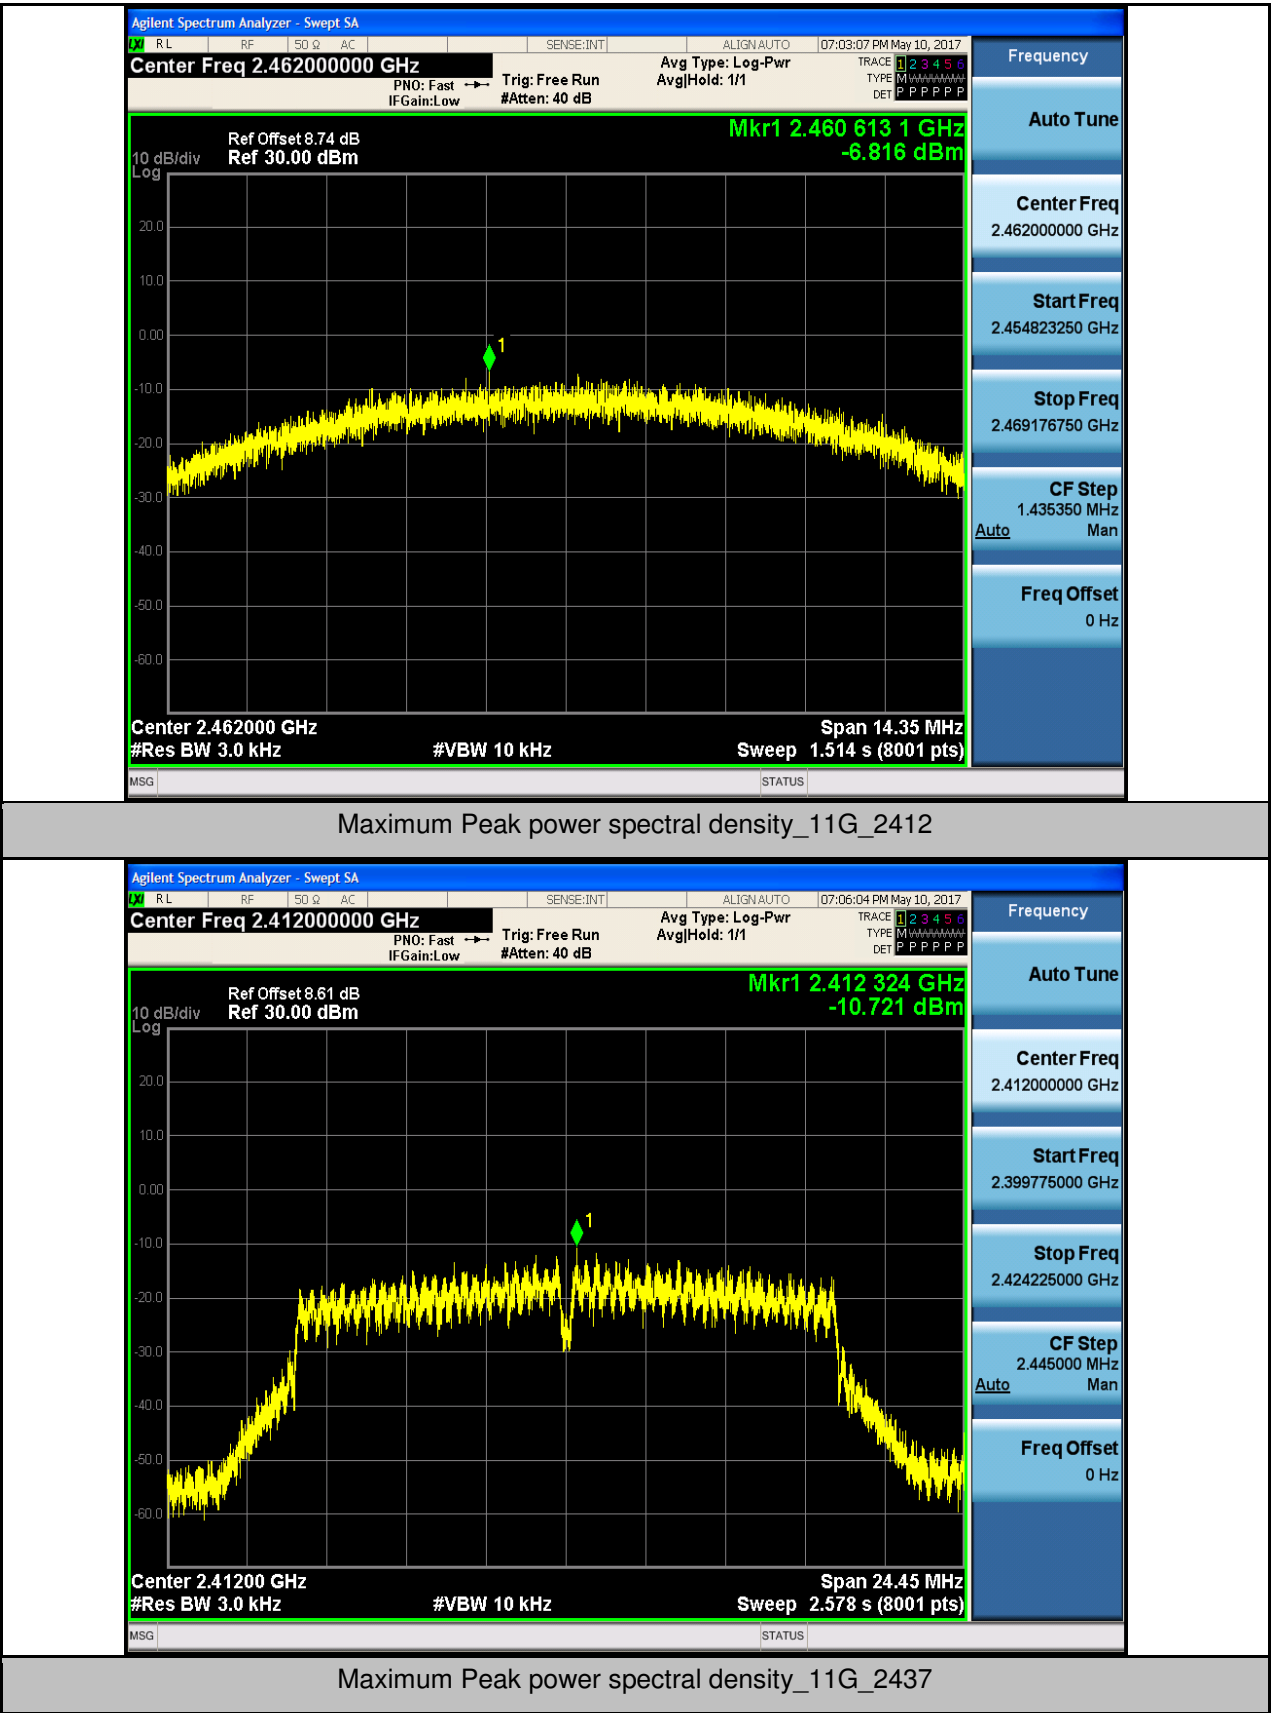 Agilent Spectrum Analyzer - Swept SA
LXI RL RF 50 Ω AC SENSE:INT ALIGN AUTO 07:03:07 PM May 10, 2017
Center Freq 2.462000000 GHz
PNO: Fast
IFGain:Low
Trig: Free Run
#Atten: 40 dB
Avg Type: Log-Pwr
Avg|Hold: 1/1
TRACE 1 2 3 4 5 6
TYPE M W W W W W
DET P P P P P P
Ref Offset 8.74 dB
10 dB/div Ref 30.00 dBm
Log
Mkr1 2.460 613 1 GHz
-6.816 dBm
20.0
10.0
0.00
1
-10.0
-20.0
-30.0
-40.0
-50.0
-60.0
Center 2.462000 GHz Span 14.35 MHz
#Res BW 3.0 kHz #VBW 10 kHz Sweep 1.514 s (8001 pts)
MSG STATUS
Frequency
Auto Tune
Center Freq
2.462000000 GHz
Start Freq
2.454823250 GHz
Stop Freq
2.469176750 GHz
CF Step
1.435350 MHz
Auto Man
Freq Offset
0 Hz
Maximum Peak power spectral density_11G_2412
Agilent Spectrum Analyzer - Swept SA
LXI RL RF 50 Ω AC SENSE:INT ALIGN AUTO 07:06:04 PM May 10, 2017
Center Freq 2.412000000 GHz
PNO: Fast
IFGain:Low
Trig: Free Run
#Atten: 40 dB
Avg Type: Log-Pwr
Avg|Hold: 1/1
TRACE 1 2 3 4 5 6
TYPE M W W W W W
DET P P P P P P
Ref Offset 8.61 dB
10 dB/div Ref 30.00 dBm
Log
Mkr1 2.412 324 GHz
-10.721 dBm
20.0
10.0
0.00
1
-10.0
-20.0
-30.0
-40.0
-50.0
-60.0
Center 2.41200 GHz Span 24.45 MHz
#Res BW 3.0 kHz #VBW 10 kHz Sweep 2.578 s (8001 pts)
MSG STATUS
Frequency
Auto Tune
Center Freq
2.412000000 GHz
Start Freq
2.399775000 GHz
Stop Freq
2.424225000 GHz
CF Step
2.445000 MHz
Auto Man
Freq Offset
0 Hz
Maximum Peak power spectral density_11G_2437